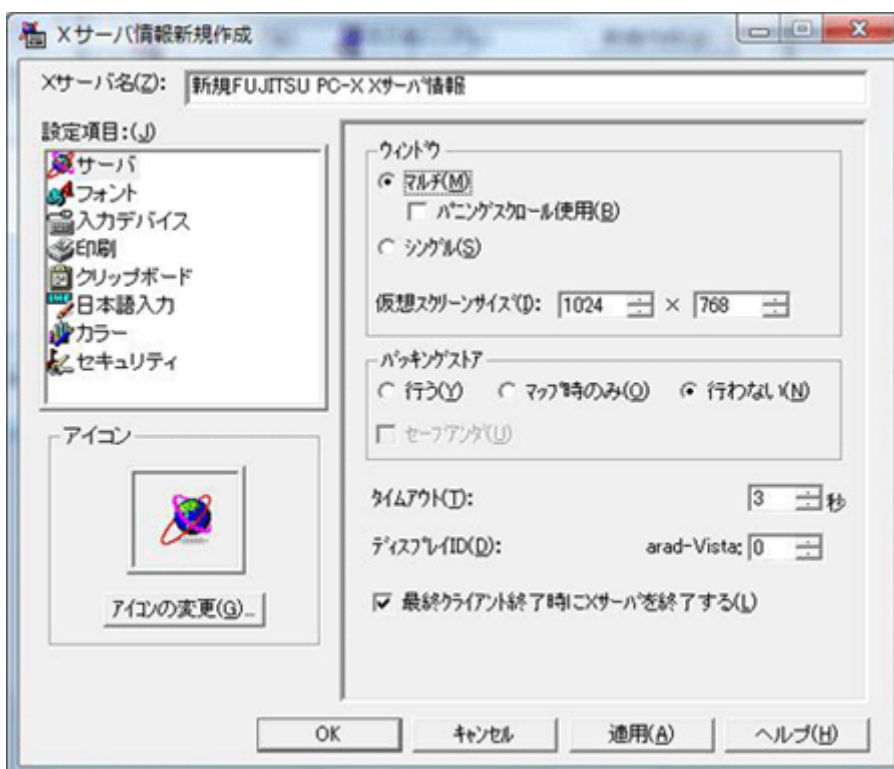 Xサーバ情報新規作成
Xサーバ名(Z): 新規FUJITSU PC-X Xサーバ情報
設定項目:(J)
サーバ
フォント
入力デバイス
印刷
クリップボード
日本語入力
カラー
セキュリティ
アイコン
アイコンの変更(G)...
ウィンドウ
マルチ(M)
パニングスクロール使用(B)
シングル(S)
仮想スクリーンサイズ(I): 1024 × 768
バッキングストア
行う(Y) マップ時のみ(O) 行わない(N)
セーブアンダ(U)
タイムアウト(T): 3 秒
ディスプレイID(D): arad-Vista: 0
最終クライアント終了時にXサーバを終了する(L)
OK キャンセル 適用(A) ヘルプ(H)